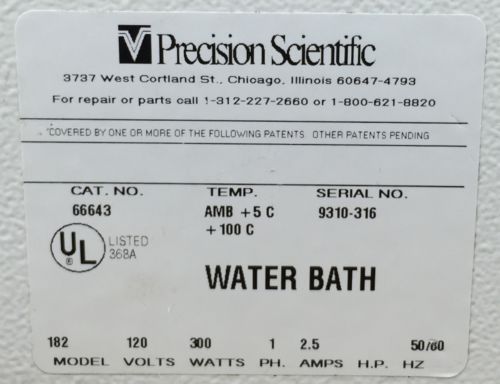 Precision Scientific
3737 West Cortland St., Chicago, Illinois 60647-4793
For repair or parts call 1-312-227-2660 or 1-800-621-8820
*COVERED BY ONE OR MORE OF THE FOLLOWING PATENTS OTHER PATENTS PENDING
CAT. NO. TEMP. SERIAL NO.
66643 AMB +5 C 9310-316
+100 C
UL ® LISTED
368A
WATER BATH
182 120 300 1 2.5 50/60
MODEL VOLTS WATTS PH. AMPS H.P. HZ